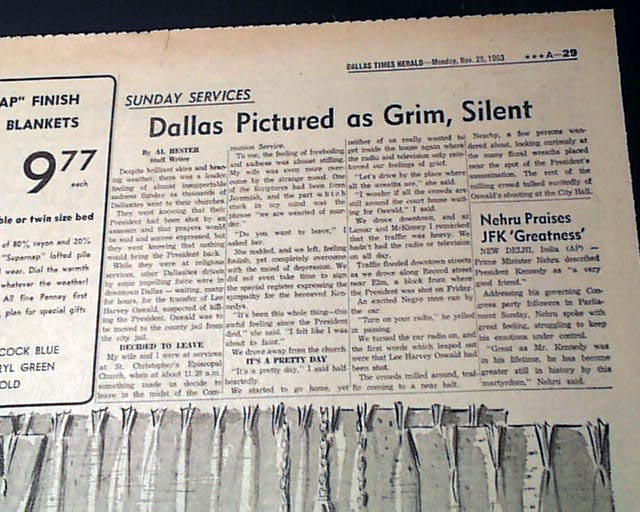 DALLAS TIMES HERALD—Monday, Nov. 25, 1963 ★★★A—29
AP" FINISH
BLANKETS
9 77
each
ble or twin size bed
of 80% rayon and 20%
"Supernap" lofted pile
wear. Dial the warmth
whatever the weather!
All fine Penney first
plan for special gifts
COCK BLUE
RYL GREEN
OLD
SUNDAY SERVICES
Dallas Pictured as Grim, Silent
By AL HESTER
Staff Writer
Despite brilliant skies and
ing weather, there was a leaden
feeling of almost insupportable
sadness Sunday as thousands of
Dallasites went to their churches.
They went knowing that their
President had been shot by an
assassin and that prayers would
be said and sorrow expressed, but
they went knowing that nothing
would bring the President back.
While they were at religious
services, other Dallasites driven
by some impelling force were in
downtown Dallas — waiting, many
for hours, for the transfer of Lee
Harvey Oswald, suspected of kill-
ing the President. Oswald was to
be moved to the county jail from
the city jail.
DECIDED TO LEAVE
My wife and I were at services
at St. Christopher's Episcopal
Church, when at about 11:20 a.m.
something made us decide to
leave in the midst of the Com-
munion Service.
To me, the feeling of foreboding
and sadness was almost stifling.
My wife was even more over-
come by the strange mood. One
of the Scriptures had been from
Jeremiah, and the part which
stuck in my mind was the
phrase "we are wearied of mur-
der."
"Do you want to leave," I
asked her.
She nodded, and we left, feeling
foolish, yet completely overcome
with the mood of depression. We
did not even take time to sign
the special register expressing the
sympathy for the bereaved Ken-
nedys.
"It's been this whole thing—this
awful feeling since the President
died," she said. "I felt like I was
about to faint."
We drove away from the church.
IT'S A PRETTY DAY
"It's a pretty day," I said half-
heartedly.
We started to go home, yet
neither of us really wanted to
get inside the house again where
the radio and television only rein-
forced our feelings of grief.
"Let's drive by the place where
all the wreaths are," she said.
"I wonder if all the crowds are
still around the court house wait-
ing for Oswald," I said.
We drove downtown, and at
Lamar and McKinney I remarked
that the traffic was heavy. We
hadn't had the radio or television
on all day.
Traffic flooded downtown streets
as we drove along Record street
near Elm, a block from where
the President was shot on Friday.
An excited Negro man ran by
the car.
"Turn on your radio," he yelled
in passing.
We turned the car radio on, and
the first words which leaped out
were that Lee Harvey Oswald had
been shot.
The crowds milled around, traf-
fic coming to a near halt.
Nearby, a few persons wan-
dered about, looking curiously at
the many floral wreaths placed
near the spot of the President's
assassination. The rest of the
milling crowd talked excitedly of
Oswald's shooting at the City Hall.
Nehru Praises
JFK 'Greatness'
NEW DELHI, India (AP) —
Prime Minister Nehru described
President Kennedy as "a very
good friend."
Addressing his governing Con-
gress party followers in Parlia-
ment Sunday, Nehru spoke with
great feeling, struggling to keep
his emotions under control.
"Great as Mr. Kennedy was
in his lifetime, he has become
greater still in history by this
martyrdom," Nehru said.